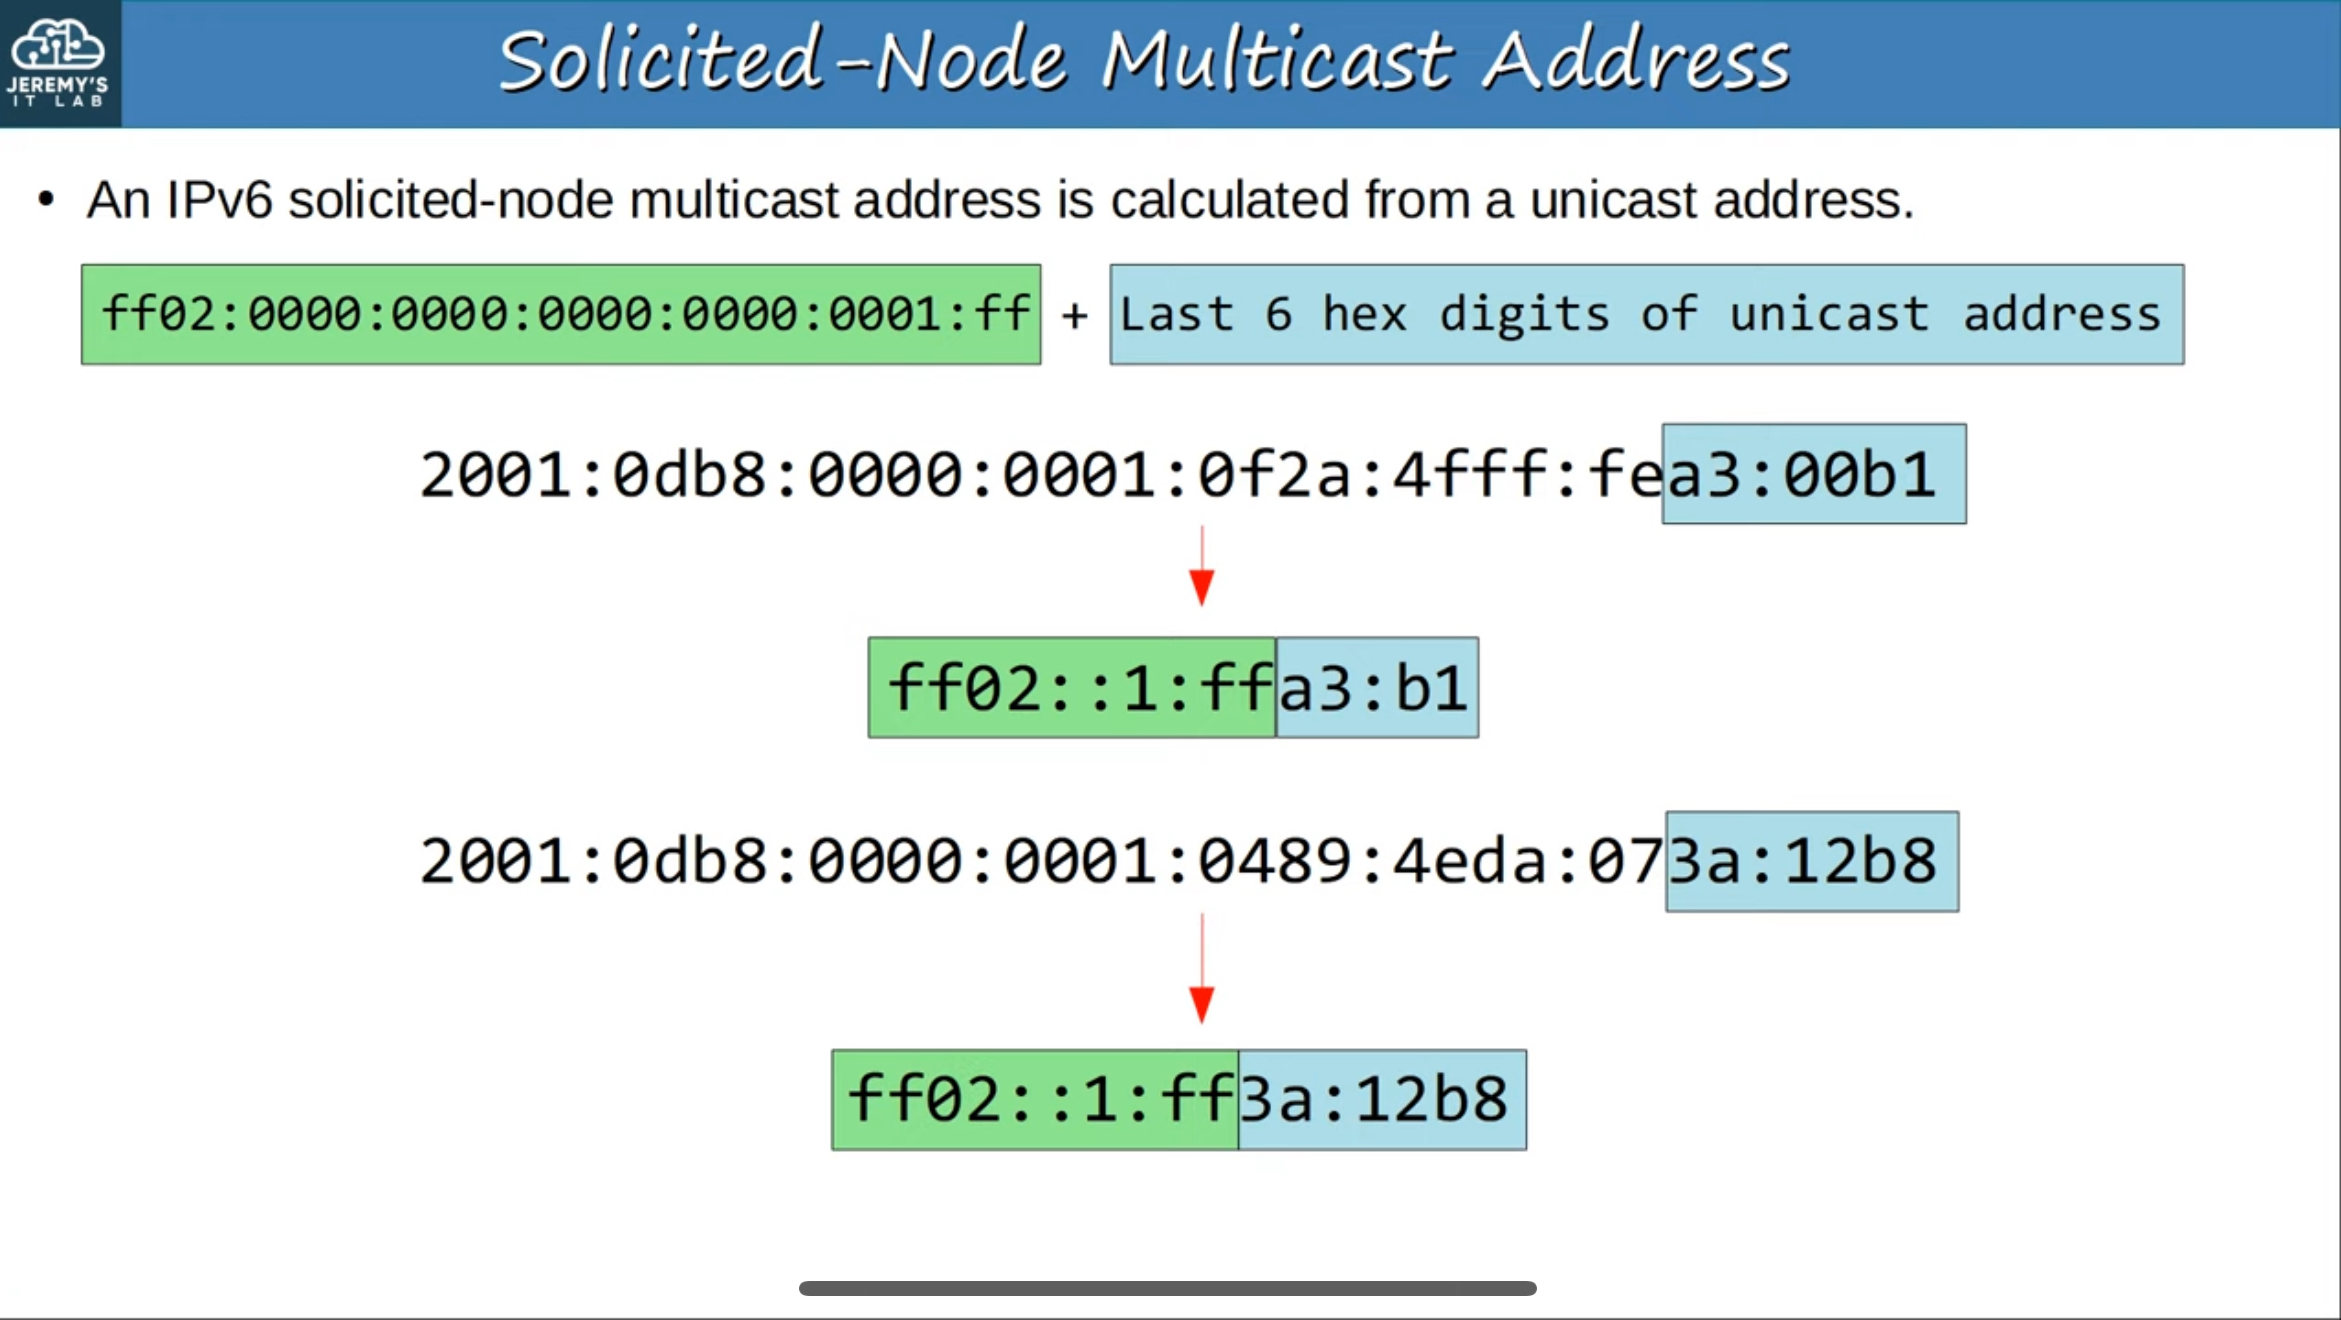 JEREMY'S
IT LAB
Solicited-Node Multicast Address
• An IPv6 solicited-node multicast address is calculated from a unicast address.
ff02:0000:0000:0000:0000:0001:ff + Last 6 hex digits of unicast address
2001:0db8:0000:0001:0f2a:4fff:fea3:00b1
ff02::1:ffa3:b1
2001:0db8:0000:0001:0489:4eda:073a:12b8
ff02::1:ff3a:12b8